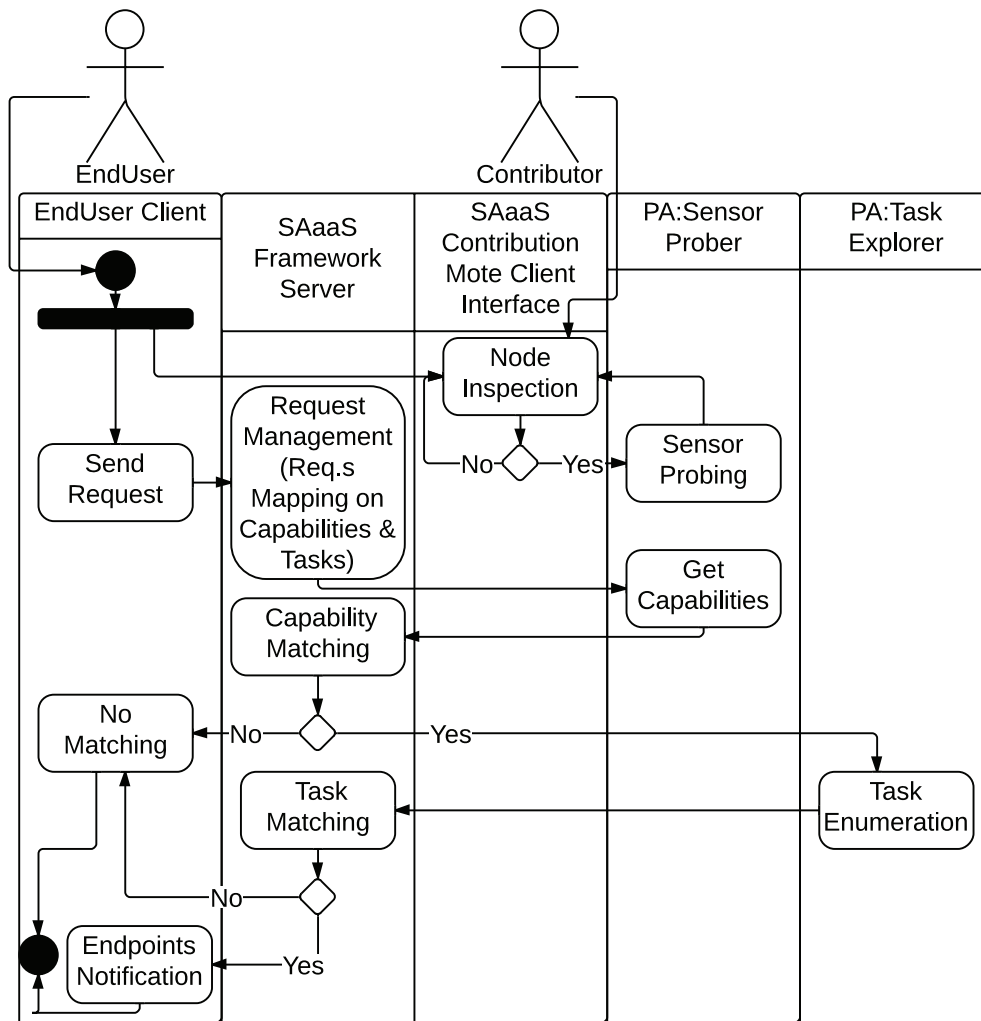 EndUser
Contributor
EndUser Client
SAaaS
Framework
Server
SAaaS
Contribution
Mote Client
Interface
PA:Sensor
Prober
PA:Task
Explorer
Node
Inspection
Request
Management
(Req.s
Mapping on
Capabilities &
Tasks)
Send
Request
No
Yes
Sensor
Probing
Get
Capabilities
Capability
Matching
No
Matching
No
Yes
Task
Matching
Task
Enumeration
No
Endpoints
Notification
Yes